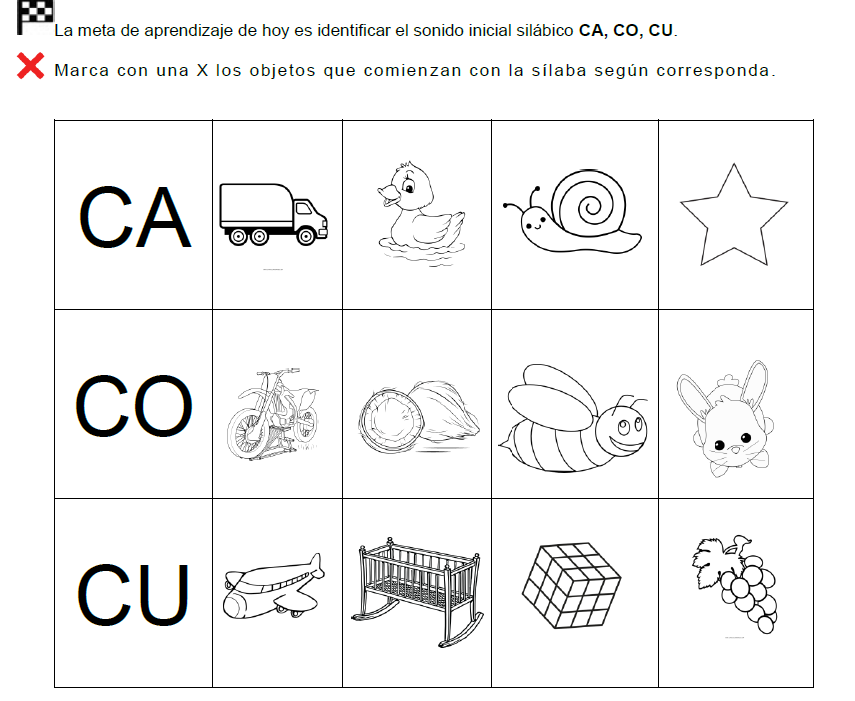 La meta de aprendizaje de hoy es identificar el sonido inicial silábico CA, CO, CU.
Marca con una X los objetos que comienzan con la sílaba según corresponda.
CA
CO
CU